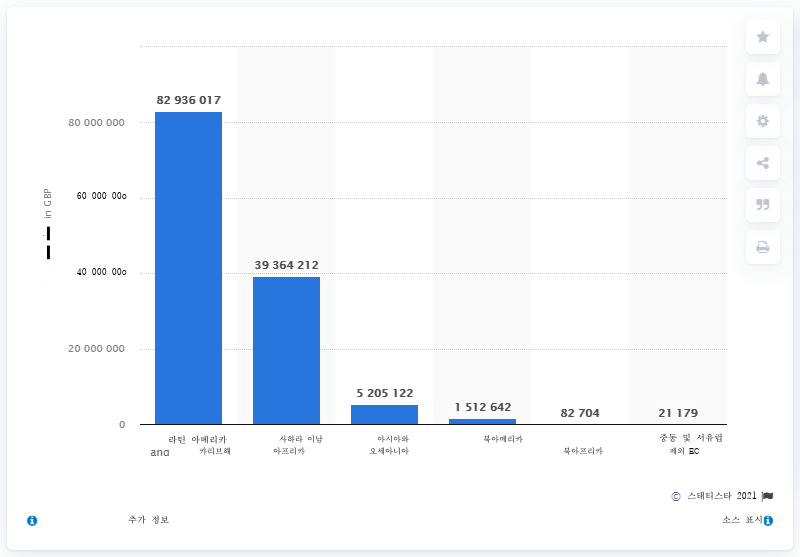 82 936 017
80 000 000
60 000 00o
in GBP
40 000 00o
39 364 212
20 000 000
5 205 122
1 512 642
82 704
21 179
0
라틴 아메리카
and 카리브해
사하라 이남
아프리카
아시아와
오세아니아
북아메리카
북아프리카
중동 및 서유럽
제외 EC
© 스태티스타 2021
추가 정보
소스 표시